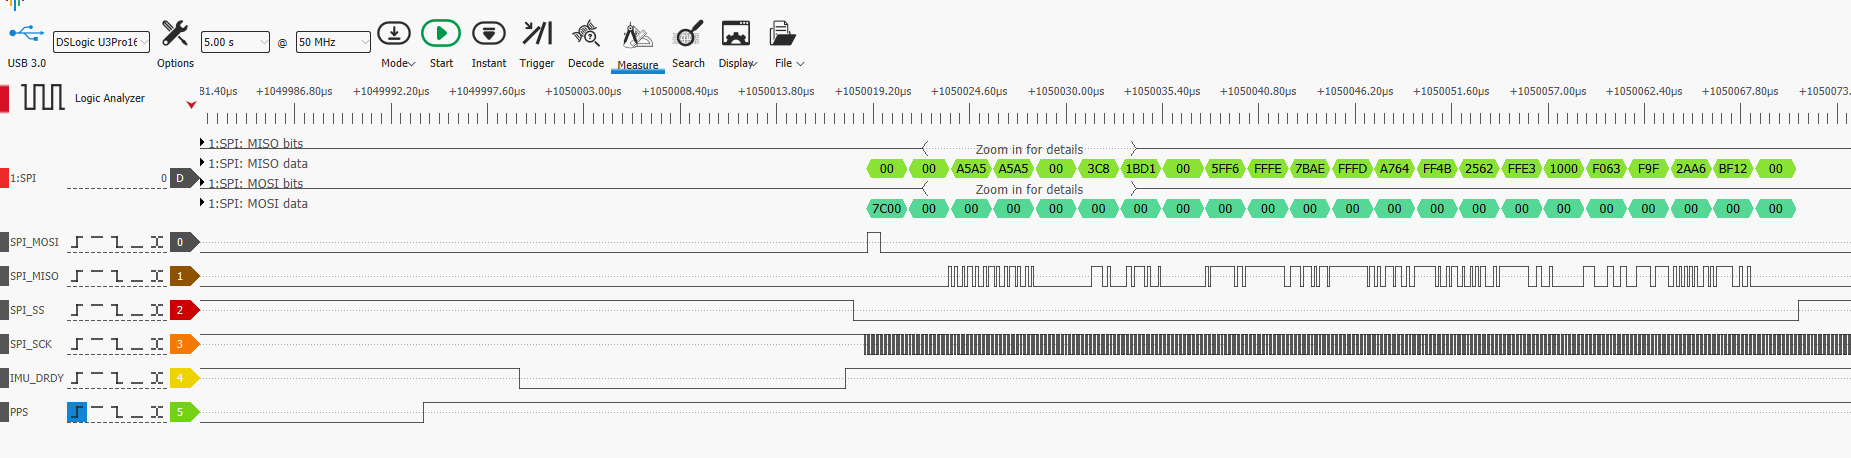 DSLogic U3Pro16 5.00 s @ 50 MHz
USB 3.0 Options Mode Start Instant Trigger Decode Measure Search Display File
Logic Analyzer
81.40µs +1049986.80µs +1049992.20µs +1049997.60µs +1050003.00µs +1050008.40µs +1050013.80µs +1050019.20µs +1050024.60µs +1050030.00µs +1050035.40µs +1050040.80µs +1050046.20µs +1050051.60µs +1050057.00µs +1050062.40µs +1050067.80µs +1050073.
1:SPI: MISO bits Zoom in for details
1:SPI: MISO data 00 00 A5A5 A5A5 00 3C8 1BD1 00 5FF6 FFFE 7BAE FFFD A764 FF4B 2562 FFE3 1000 F063 F9F 2AA6 BF12 00
1:SPI 0 D
1:SPI: MOSI bits Zoom in for details
1:SPI: MOSI data 7C00 00 00 00 00 00 00 00 00 00 00 00 00 00 00 00 00 00 00 00 00 00
SPI_MOSI 0
SPI_MISO 1
SPI_SS 2
SPI_SCK 3
IMU_DRDY 4
PPS 5